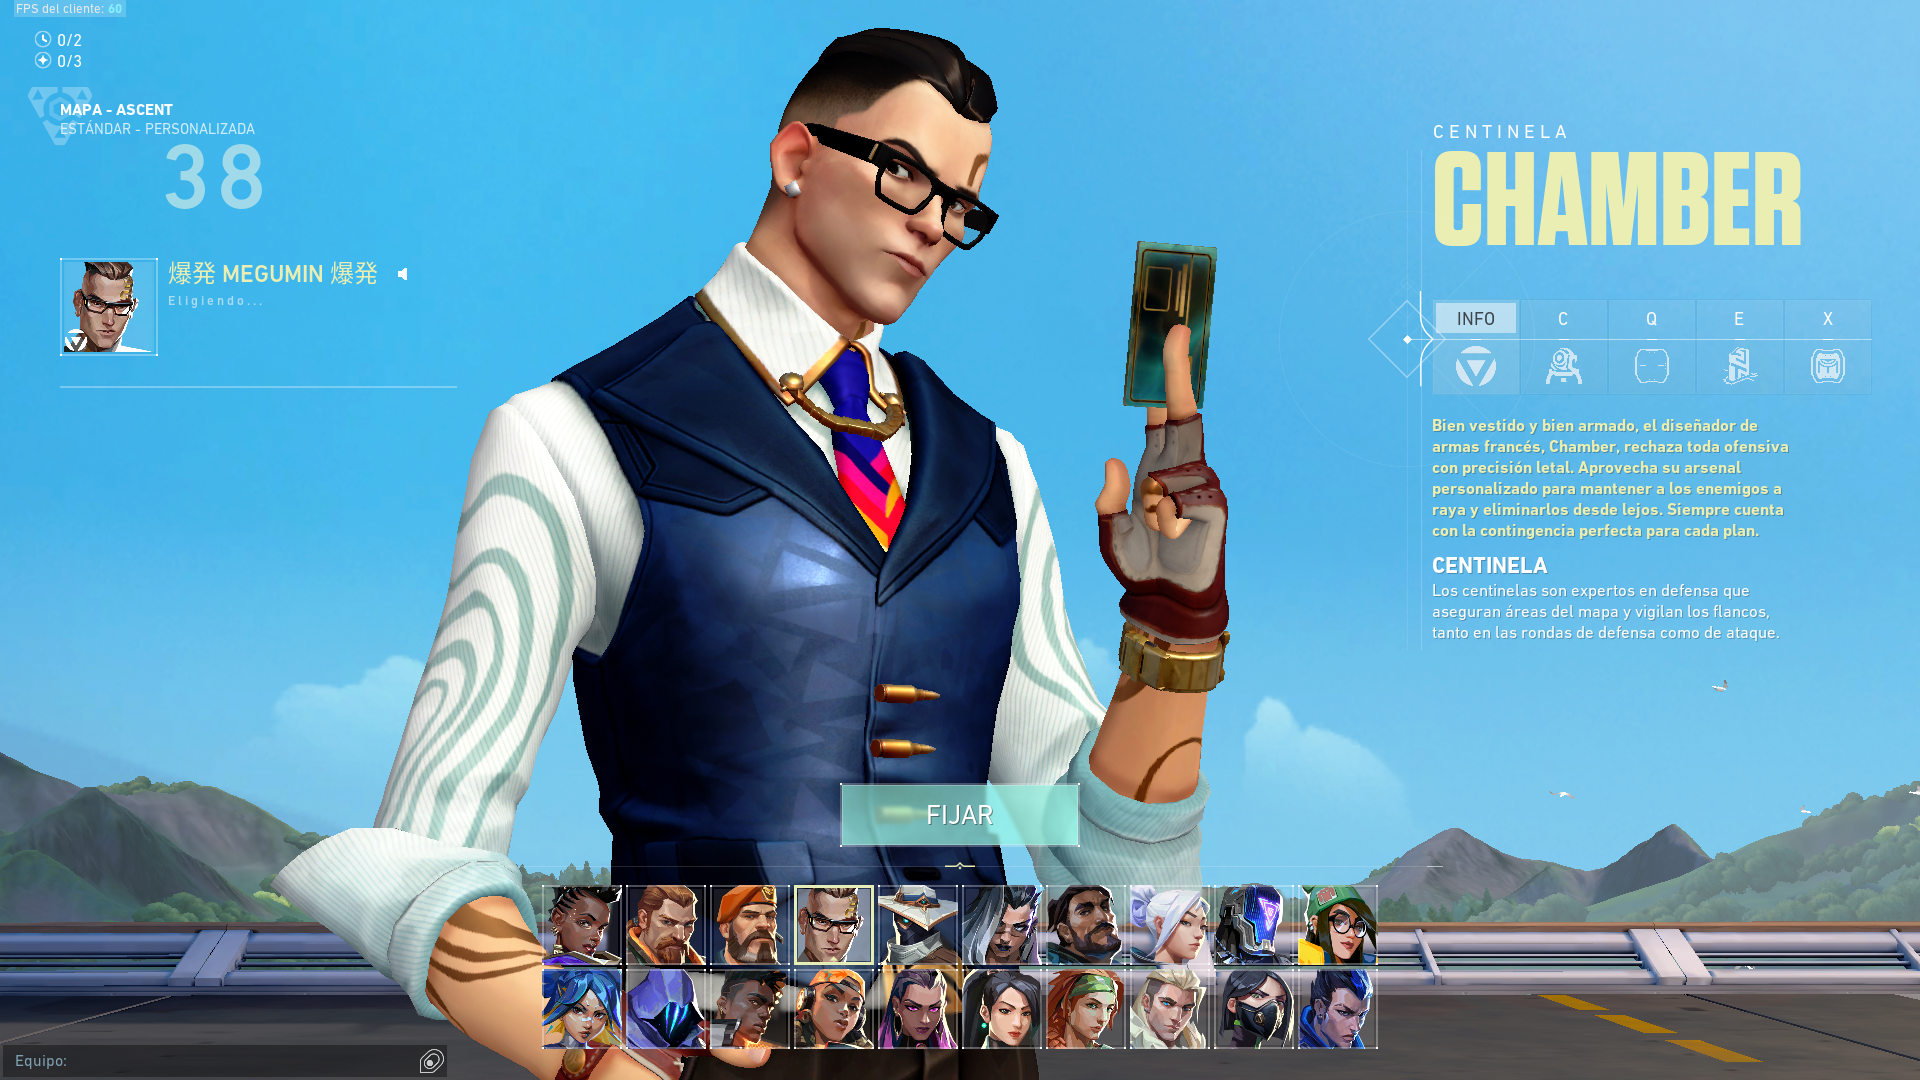 FPS del cliente: 60
0/2
0/3
MAPA - ASCENT
ESTÁNDAR - PERSONALIZADA
38
爆発 MEGUMIN 爆発
Eligiendo...
CENTINELA
CHAMBER
INFO C Q E X
Bien vestido y bien armado, el diseñador de
armas francés, Chamber, rechaza toda ofensiva
con precisión letal. Aprovecha su arsenal
personalizado para mantener a los enemigos a
raya y eliminarlos desde lejos. Siempre cuenta
con la contingencia perfecta para cada plan.
CENTINELA
Los centinelas son expertos en defensa que
aseguran áreas del mapa y vigilan los flancos,
tanto en las rondas de defensa como de ataque.
FIJAR
Equipo: